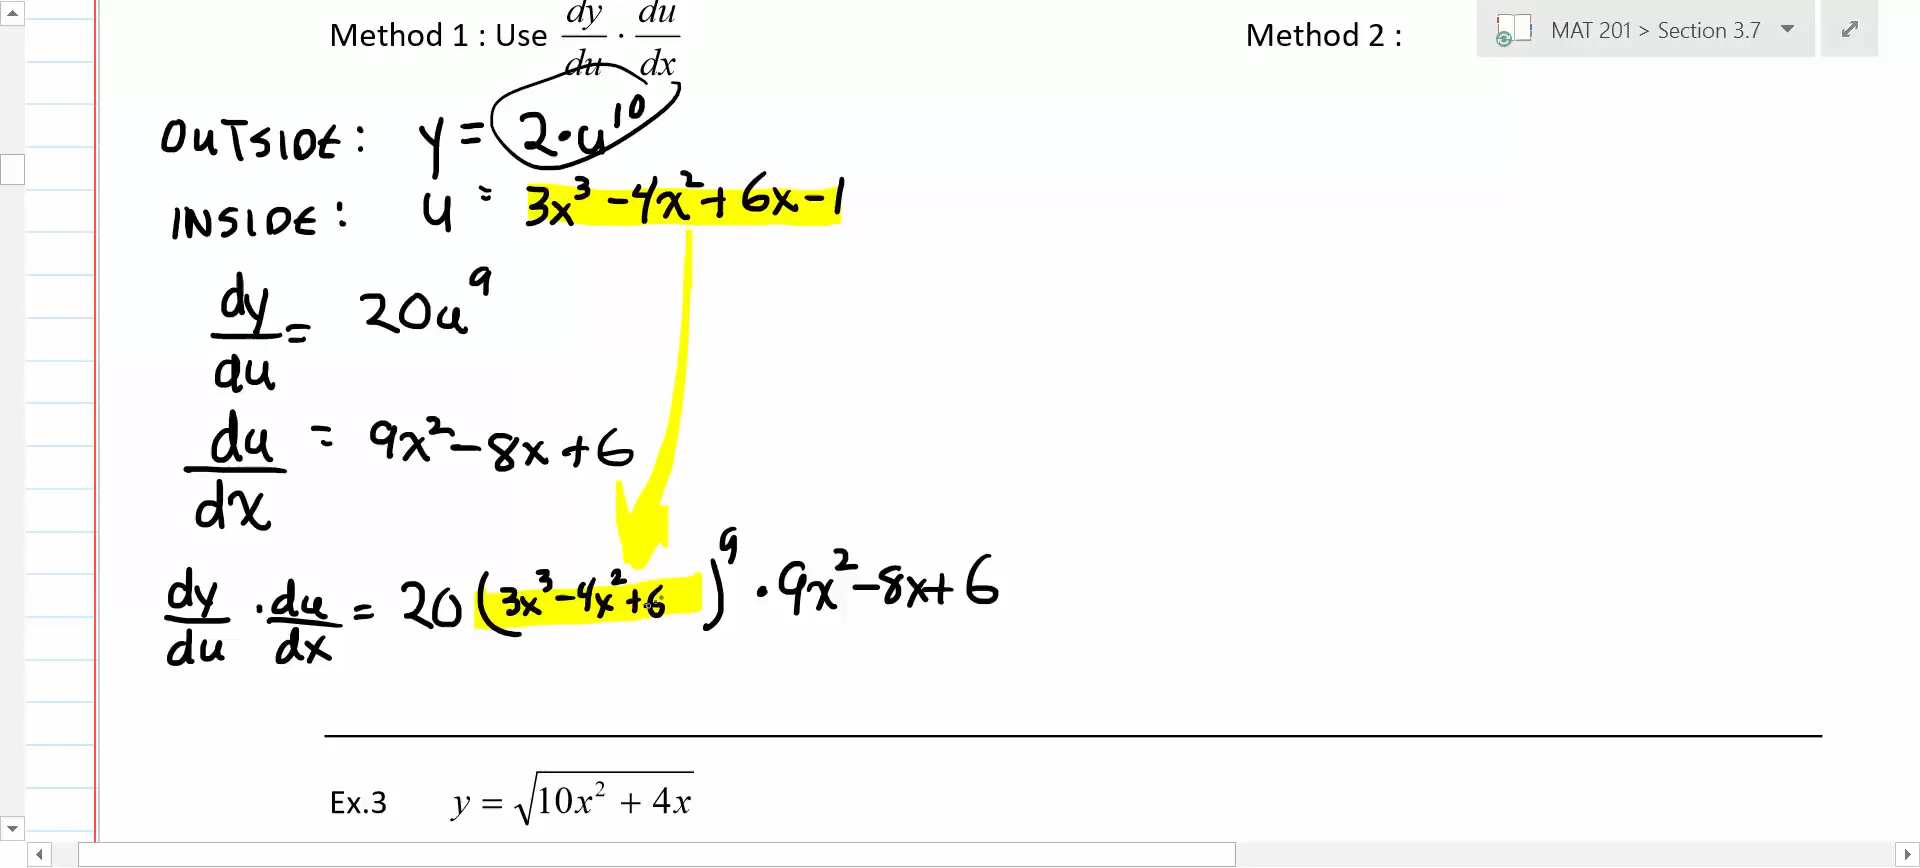 Method 1 : Use dy/du · du/dx
Method 2 :
MAT 201 > Section 3.7
OUTSIDE: y = 2·u^10
INSIDE: u = 3x^3 - 4x^2 + 6x - 1
dy/du = 20u^9
du/dx = 9x^2 - 8x + 6
dy/du · du/dx = 20(3x^3 - 4x^2 + 6)^9 · 9x^2 - 8x + 6
Ex.3 y = √(10x^2 + 4x)